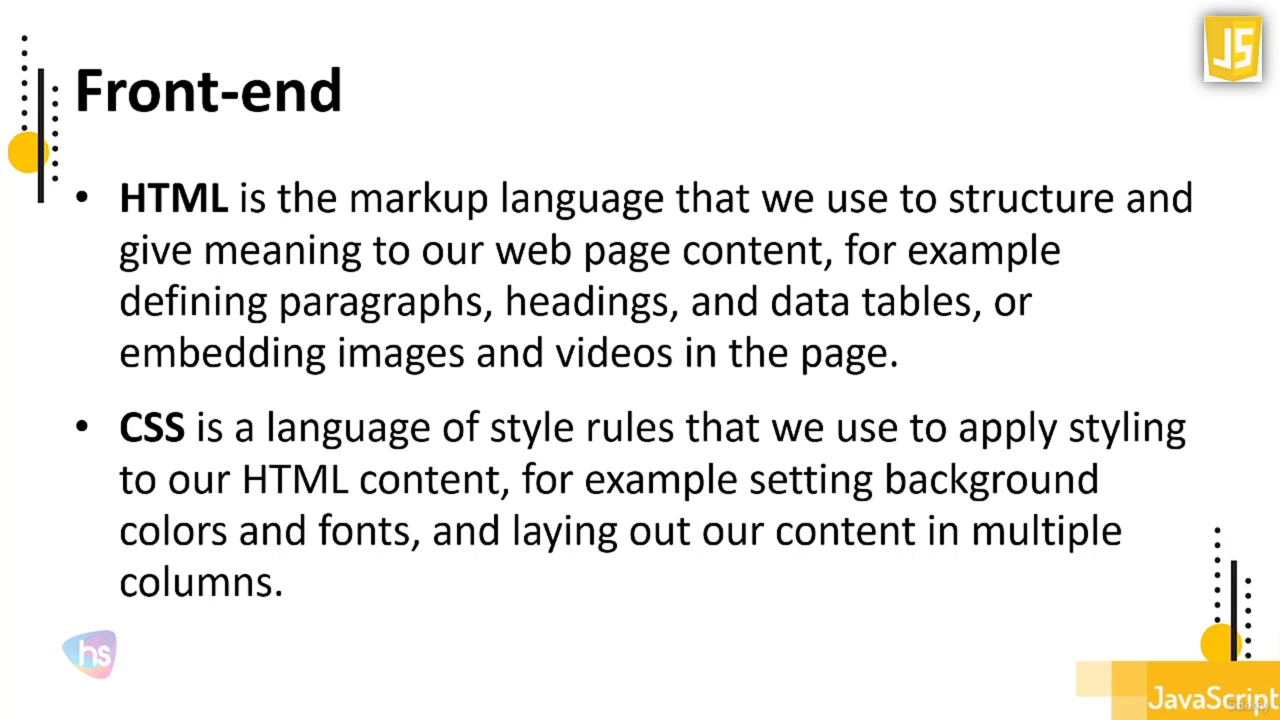 JS
Front-end
• HTML is the markup language that we use to structure and
give meaning to our web page content, for example
defining paragraphs, headings, and data tables, or
embedding images and videos in the page.
• CSS is a language of style rules that we use to apply styling
to our HTML content, for example setting background
colors and fonts, and laying out our content in multiple
columns.
hs
JavaScript
udemy